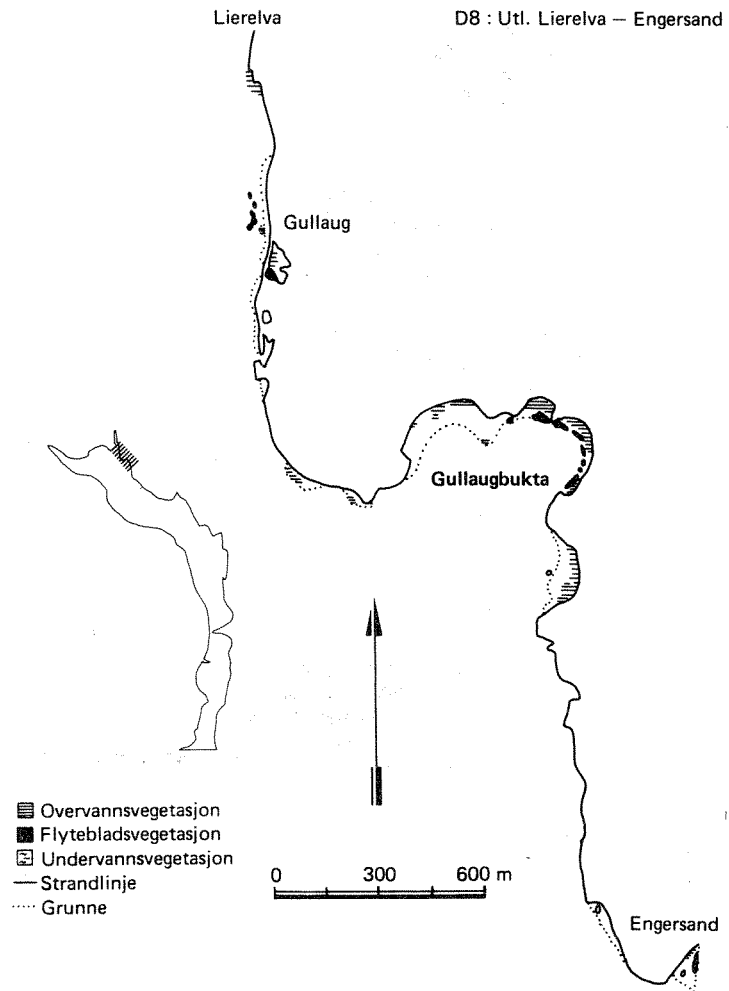 Lierelva
D8 : Utl. Lierelva – Engersand
Gullaug
Gullaugbukta
Overvannsvegetasjon
Flytebladsvegetasjon
Undervannsvegetasjon
Strandlinje
Grunne
0 300 600 m
Engersand